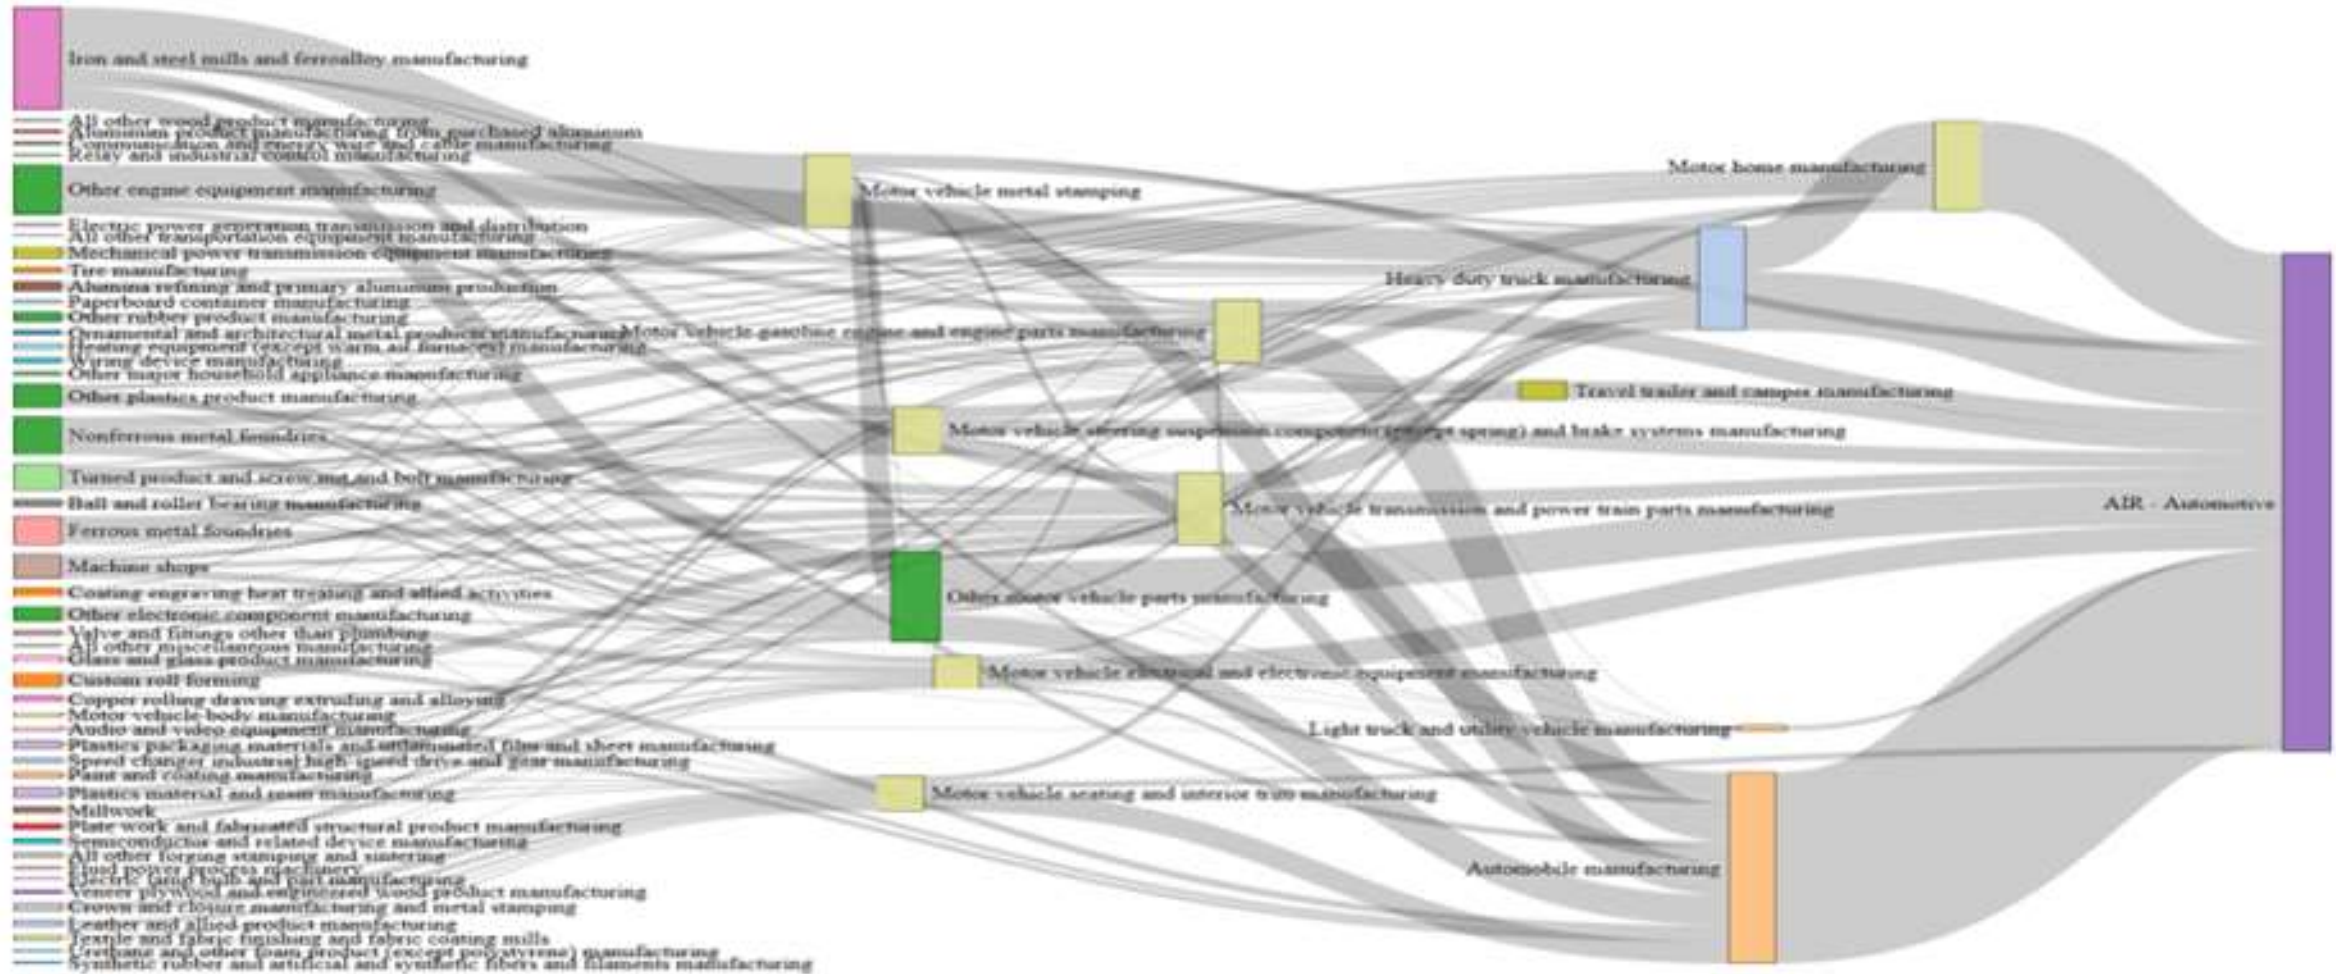 Iron and steel mills and ferroalloy manufacturing
All other wood product manufacturing
Aluminum product manufacturing from purchased aluminum
Communication and energy wire and cable manufacturing
Relay and industrial control manufacturing
Other engine equipment manufacturing
Electric power generation transmission and distribution
All other transportation equipment manufacturing
Mechanical power transmission equipment manufacturing
Tire manufacturing
Alumina refining and primary aluminum production
Paperboard container manufacturing
Other rubber product manufacturing
Ornamental and architectural metal products manufacturing
Heating equipment (except warm air furnaces) manufacturing
Wiring device manufacturing
Other major household appliance manufacturing
Other plastics product manufacturing
Nonferrous metal foundries
Turned product and screw nut and bolt manufacturing
Ball and roller bearing manufacturing
Ferrous metal foundries
Machine shops
Coating engraving heat treating and allied activities
Other electronic component manufacturing
Valve and fittings other than plumbing
All other miscellaneous manufacturing
Glass and glass product manufacturing
Custom roll forming
Copper rolling drawing extruding and alloying
Motor vehicle body manufacturing
Audio and video equipment manufacturing
Plastics packaging materials and unlaminated film and sheet manufacturing
Speed changer industrial high-speed drive and gear manufacturing
Paint and coating manufacturing
Plastics material and resin manufacturing
Millwork
Plate work and fabricated structural product manufacturing
Semiconductor and related device manufacturing
All other forging stamping and sintering
Fluid power process machinery
Electric lamp bulb and part manufacturing
Veneer plywood and engineered wood product manufacturing
Crown and closure manufacturing and metal stamping
Leather and allied product manufacturing
Textile and fabric finishing and fabric coating mills
Urethane and other foam product (except polystyrene) manufacturing
Synthetic rubber and artificial and synthetic fibers and filaments manufacturing
Motor vehicle metal stamping
Motor vehicle gasoline engine and engine parts manufacturing
Motor vehicle steering suspension component (except spring) and brake systems manufacturing
Motor vehicle transmission and power train parts manufacturing
Other motor vehicle parts manufacturing
Motor vehicle electrical and electronic equipment manufacturing
Motor vehicle seating and interior trim manufacturing
Motor home manufacturing
Heavy duty truck manufacturing
Travel trailer and camper manufacturing
Light truck and utility vehicle manufacturing
Automobile manufacturing
AIR - Automotive